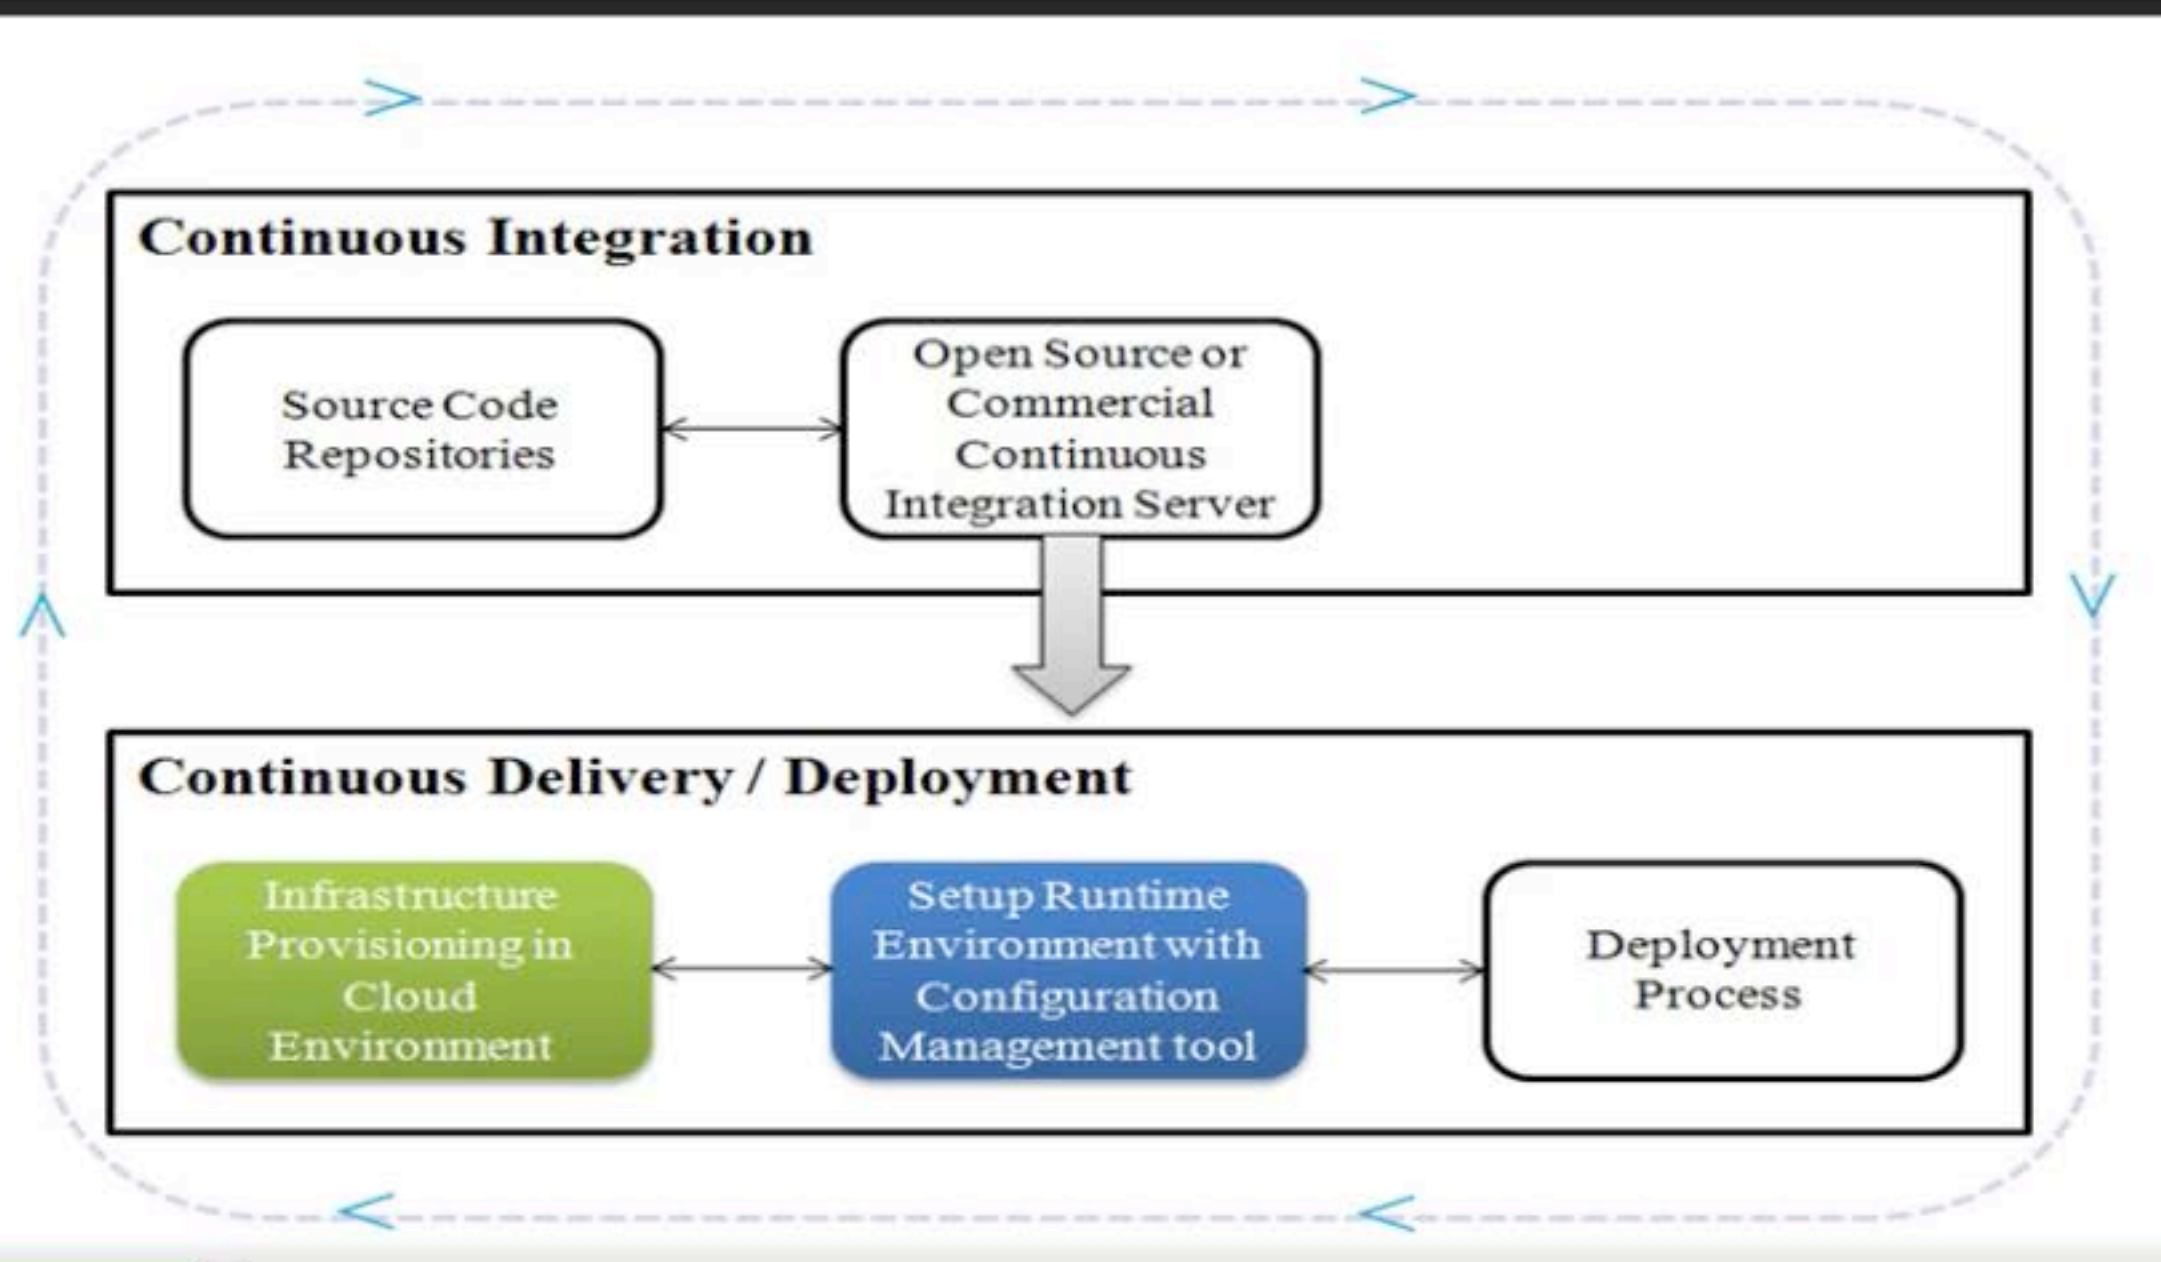 Continuous Integration
Source Code
Repositories
Open Source or
Commercial
Continuous
Integration Server
Continuous Delivery / Deployment
Infrastructure
Provisioning in
Cloud
Environment
Setup Runtime
Environment with
Configuration
Management tool
Deployment
Process